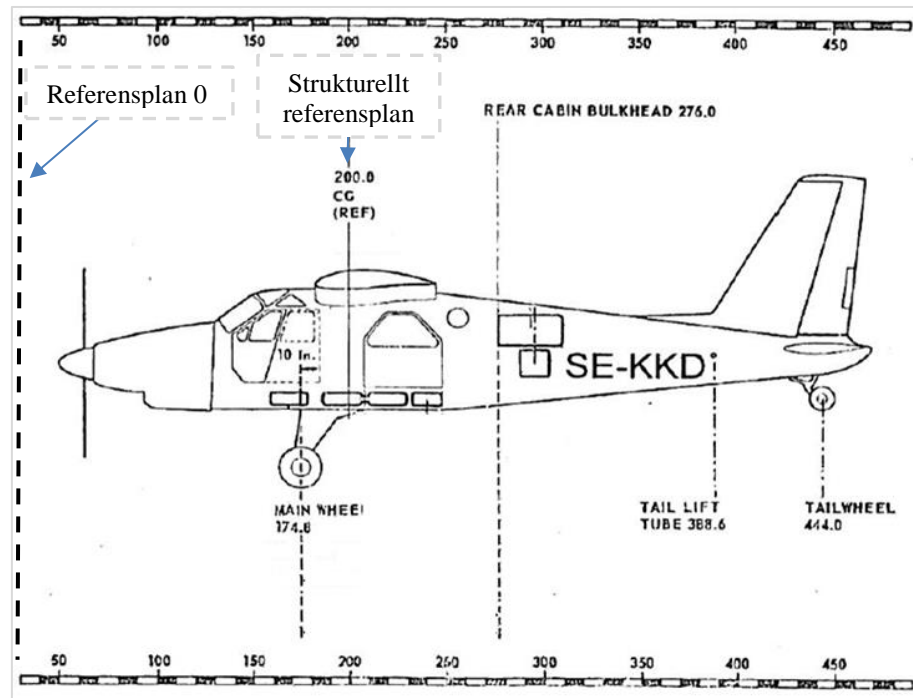 50 100 150 200 250 300 350 400 450
Referensplan 0
Strukturellt
referensplan
REAR CABIN BULKHEAD 276.0
200.0
CG
(REF)
10 In.
SE-KKD
MAIN WHEEL
174.8
TAIL LIFT
TUBE 388.6
TAILWHEEL
444.0
50 100 150 200 250 300 350 400 450